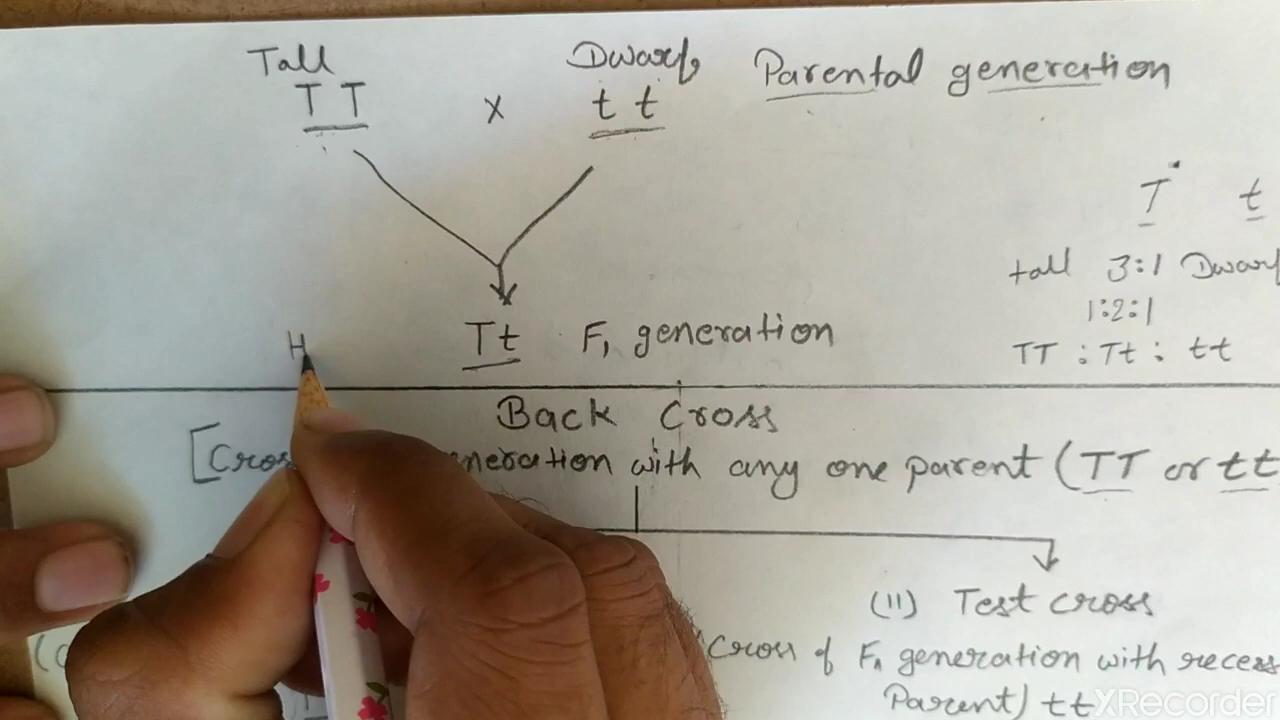 Tall Dwarf Parental generation
TT x tt
T t
tall 3:1 Dwarf
1:2:1
TT : Tt : tt
H Tt F1 generation
Back Cross
[Cros neration with any one parent (TT or tt
(II) Test cross
(Cross of F1 generation with recess
Parent) tt
XRecorder